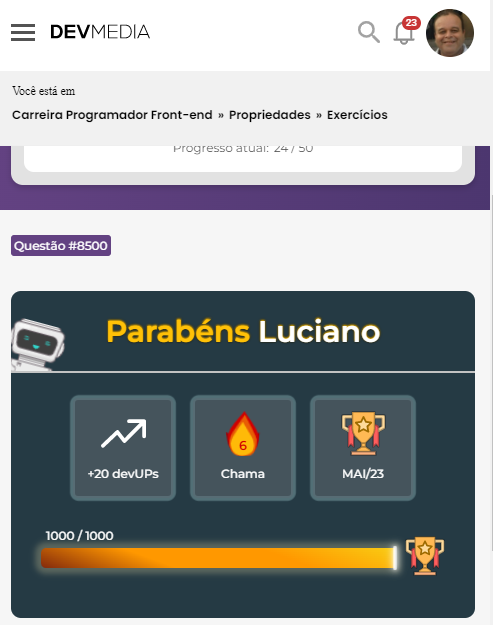 DEVMEDIA
23
Você está em
Carreira Programador Front-end » Propriedades » Exercícios
Progresso atual: 24 / 50
Questão #8500
Parabéns Luciano
+20 devUPs
6
Chama
MAI/23
1000 / 1000